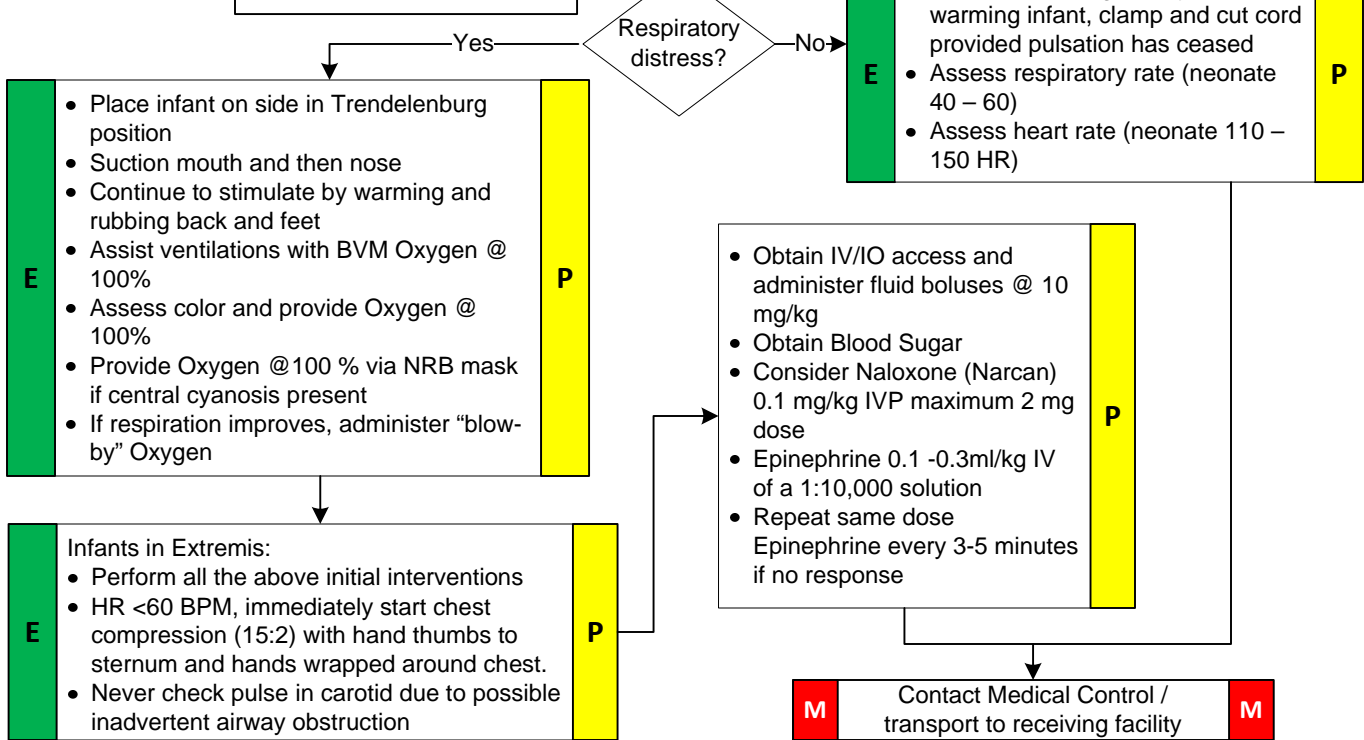 Respiratory
distress?
Yes
No
warming infant, clamp and cut cord
provided pulsation has ceased
• Assess respiratory rate (neonate
40 – 60)
• Assess heart rate (neonate 110 –
150 HR)
E
P
• Place infant on side in Trendelenburg
position
• Suction mouth and then nose
• Continue to stimulate by warming and
rubbing back and feet
• Assist ventilations with BVM Oxygen @
100%
• Assess color and provide Oxygen @
100%
• Provide Oxygen @100 % via NRB mask
if central cyanosis present
• If respiration improves, administer “blow-
by” Oxygen
E
P
Infants in Extremis:
• Perform all the above initial interventions
• HR <60 BPM, immediately start chest
compression (15:2) with hand thumbs to
sternum and hands wrapped around chest.
• Never check pulse in carotid due to possible
inadvertent airway obstruction
E
P
• Obtain IV/IO access and
administer fluid boluses @ 10
mg/kg
• Obtain Blood Sugar
• Consider Naloxone (Narcan)
0.1 mg/kg IVP maximum 2 mg
dose
• Epinephrine 0.1 -0.3ml/kg IV
of a 1:10,000 solution
• Repeat same dose
Epinephrine every 3-5 minutes
if no response
P
M
Contact Medical Control /
transport to receiving facility
M